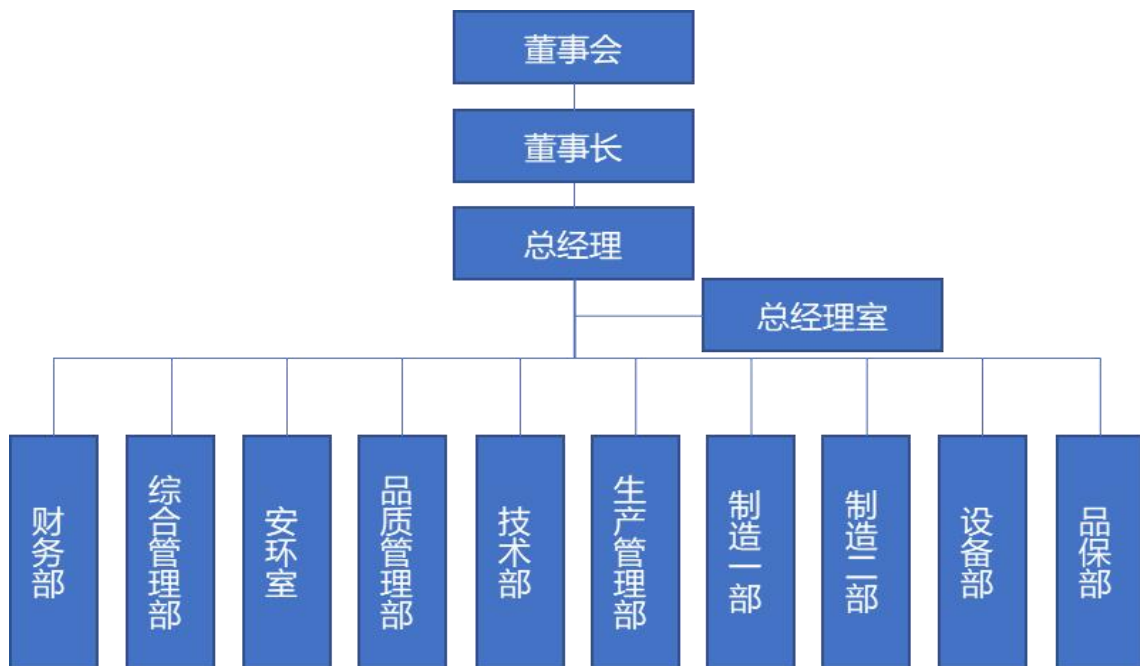 董事会
董事长
总经理
总经理室
财务部
综合管理部
安环室
品质管理部
技术部
生产管理部
制造一部
制造二部
设备部
品保部